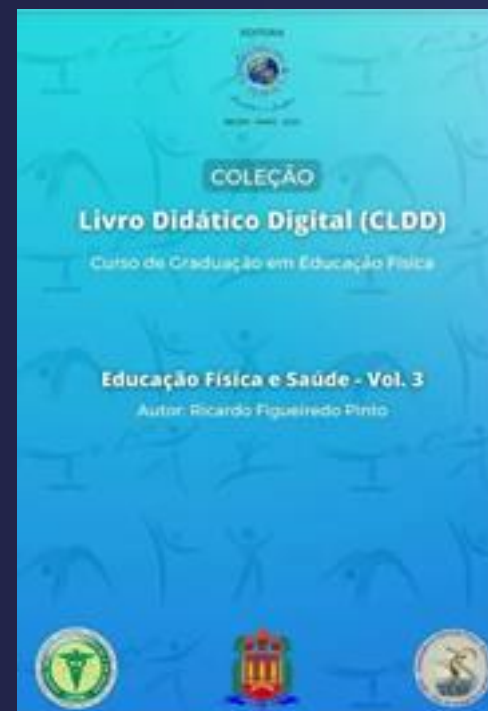 EDITORA
COLEÇÃO
Livro Didático Digital (CLDD)
Curso de Graduação em Educação Física
Educação Física e Saúde - Vol. 3
Autor: Ricardo Figueiredo Pinto